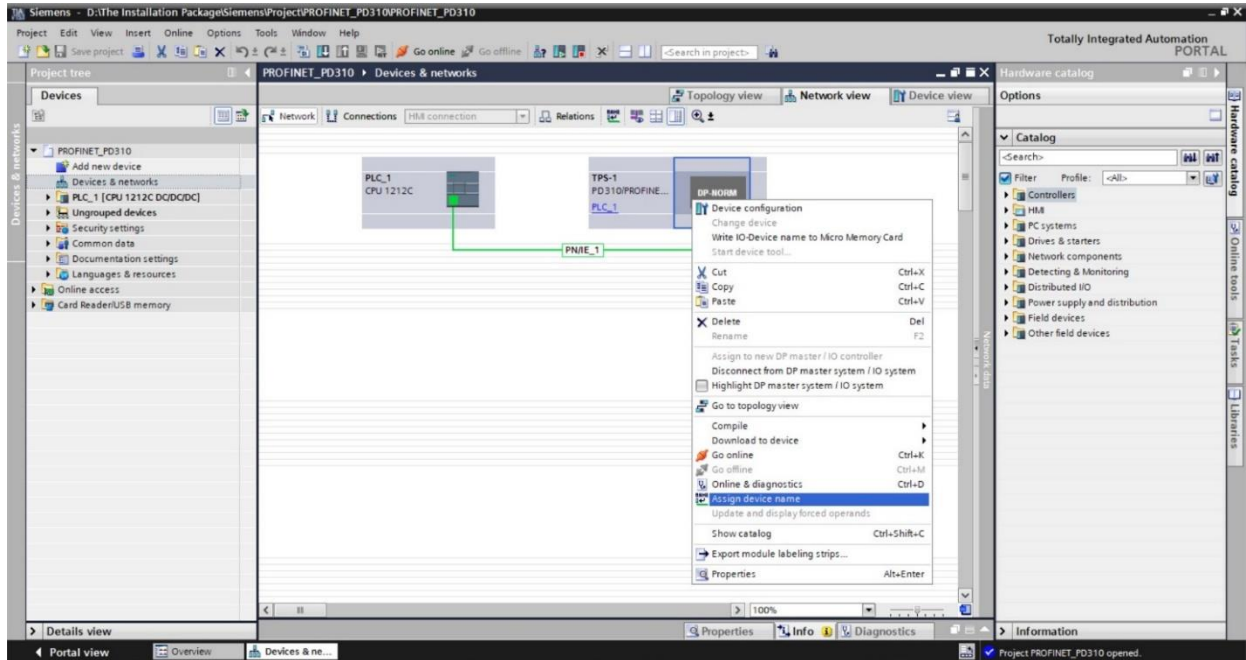 Siemens - D:\The Installation Package\Siemens\Project\PROFINET_PD310\PROFINET_PD310
Project Edit View Insert Online Options Tools Window Help
Save project Go online Go offline <Search in project>
Totally Integrated Automation
PORTAL
Project tree
Devices
PROFINET_PD310
Add new device
Devices & networks
PLC_1 [CPU 1212C DC/DC/DC]
Ungrouped devices
Security settings
Common data
Documentation settings
Languages & resources
Online access
Card Reader/USB memory
Details view
Devices & networks
PROFINET_PD310 Devices & networks
Topology view Network view Device view
Network Connections HMI connection Relations
PLC_1
CPU 1212C
TPS-1
PD310/PROFINE...
PLC_1
DP-NORM
PN/IE_1
Device configuration
Change device
Write IO-Device name to Micro Memory Card
Start device tool...
Cut Ctrl+X
Copy Ctrl+C
Paste Ctrl+V
Delete Del
Rename F2
Assign to new DP master / IO controller
Disconnect from DP master system / IO system
Highlight DP master system / IO system
Go to topology view
Compile
Download to device
Go online Ctrl+K
Go offline Ctrl+M
Online & diagnostics Ctrl+D
Assign device name
Update and display forced operands
Show catalog Ctrl+Shift+C
Export module labeling strips...
Properties Alt+Enter
Network data
100%
Properties Info Diagnostics
Hardware catalog
Options
Catalog
<Search>
Filter Profile: <All>
Controllers
HMI
PC systems
Drives & starters
Network components
Detecting & Monitoring
Distributed I/O
Power supply and distribution
Field devices
Other field devices
Information
Hardware catalog
Online tools
Tasks
Libraries
Portal view Overview Devices & ne...
Project PROFINET_PD310 opened.